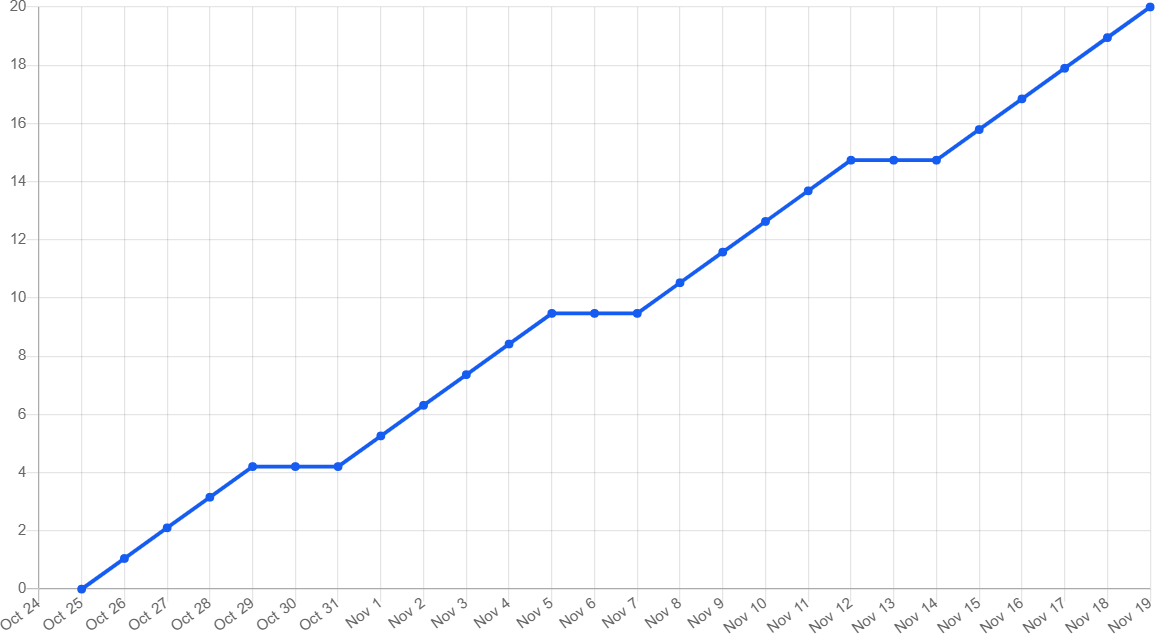 20
18
16
14
12
10
8
6
4
2
0
Oct 24
Oct 25
Oct 26
Oct 27
Oct 28
Oct 29
Oct 30
Oct 31
Nov 1
Nov 2
Nov 3
Nov 4
Nov 5
Nov 6
Nov 7
Nov 8
Nov 9
Nov 10
Nov 11
Nov 12
Nov 13
Nov 14
Nov 15
Nov 16
Nov 17
Nov 18
Nov 19